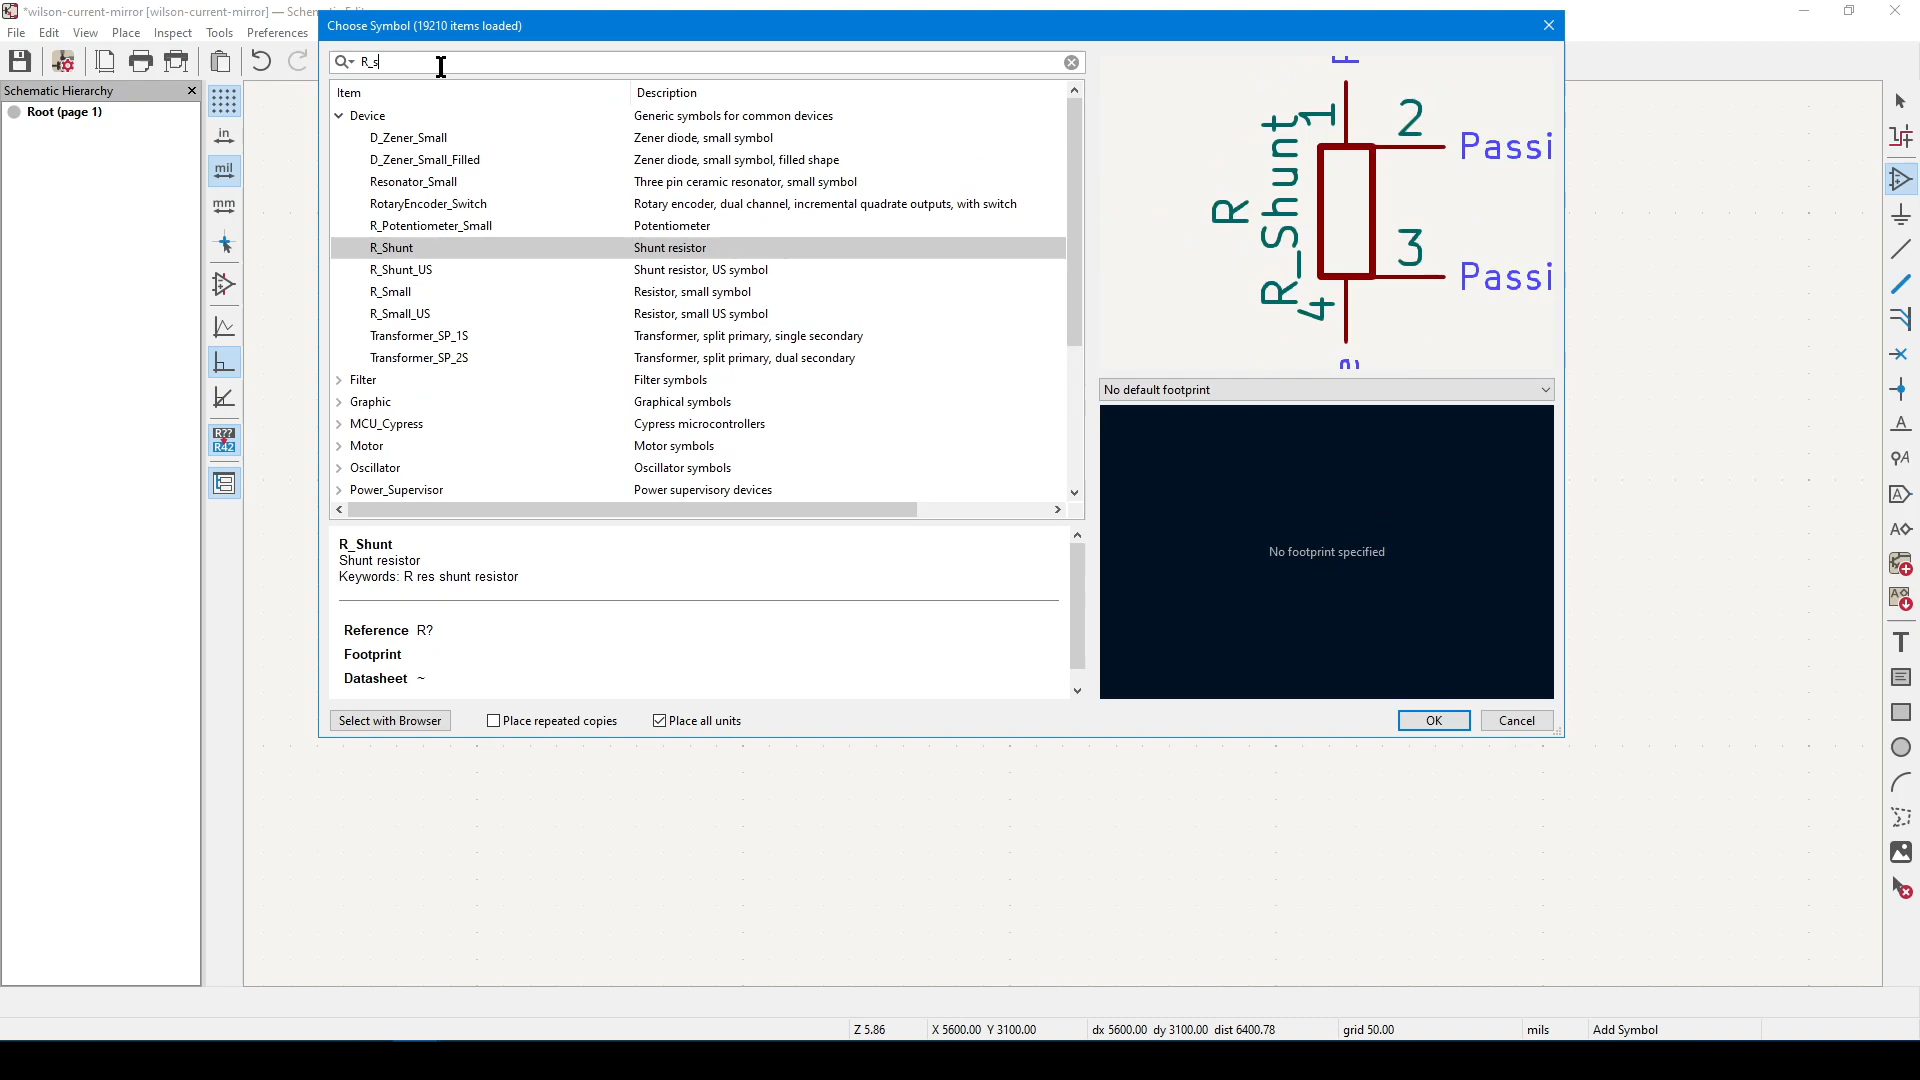 *wilson-current-mirror [wilson-current-mirror] — Schem
File Edit View Place Inspect Tools Preferences
Choose Symbol (19210 items loaded)
R_s
Schematic Hierarchy
Root (page 1)
in
mil
mm
R??
R42
Item Description
Device Generic symbols for common devices
D_Zener_Small Zener diode, small symbol
D_Zener_Small_Filled Zener diode, small symbol, filled shape
Resonator_Small Three pin ceramic resonator, small symbol
RotaryEncoder_Switch Rotary encoder, dual channel, incremental quadrate outputs, with switch
R_Potentiometer_Small Potentiometer
R_Shunt Shunt resistor
R_Shunt_US Shunt resistor, US symbol
R_Small Resistor, small symbol
R_Small_US Resistor, small US symbol
Transformer_SP_1S Transformer, split primary, single secondary
Transformer_SP_2S Transformer, split primary, dual secondary
Filter Filter symbols
Graphic Graphical symbols
MCU_Cypress Cypress microcontrollers
Motor Motor symbols
Oscillator Oscillator symbols
Power_Supervisor Power supervisory devices
R_Shunt
Shunt resistor
Keywords: R res shunt resistor
Reference R?
Footprint
Datasheet ~
Select with Browser Place repeated copies Place all units
R
R_Shunt
1
2 Passi
3 Passi
4
No default footprint
No footprint specified
OK Cancel
A
A
A
A
A
T
Z 5.86 X 5600.00 Y 3100.00 dx 5600.00 dy 3100.00 dist 6400.78 grid 50.00 mils Add Symbol